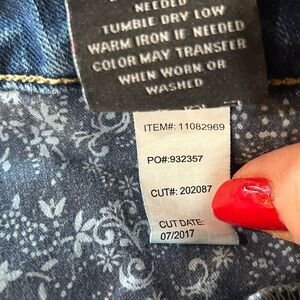 NEEDED
TUMBLE DRY LOW
WARM IRON IF NEEDED
COLOR MAY TRANSFER
WHEN WORN OR
WASHED
ITEM#: 11082969
PO#:932357
CUT#: 202087
CUT DATE:
07/2017